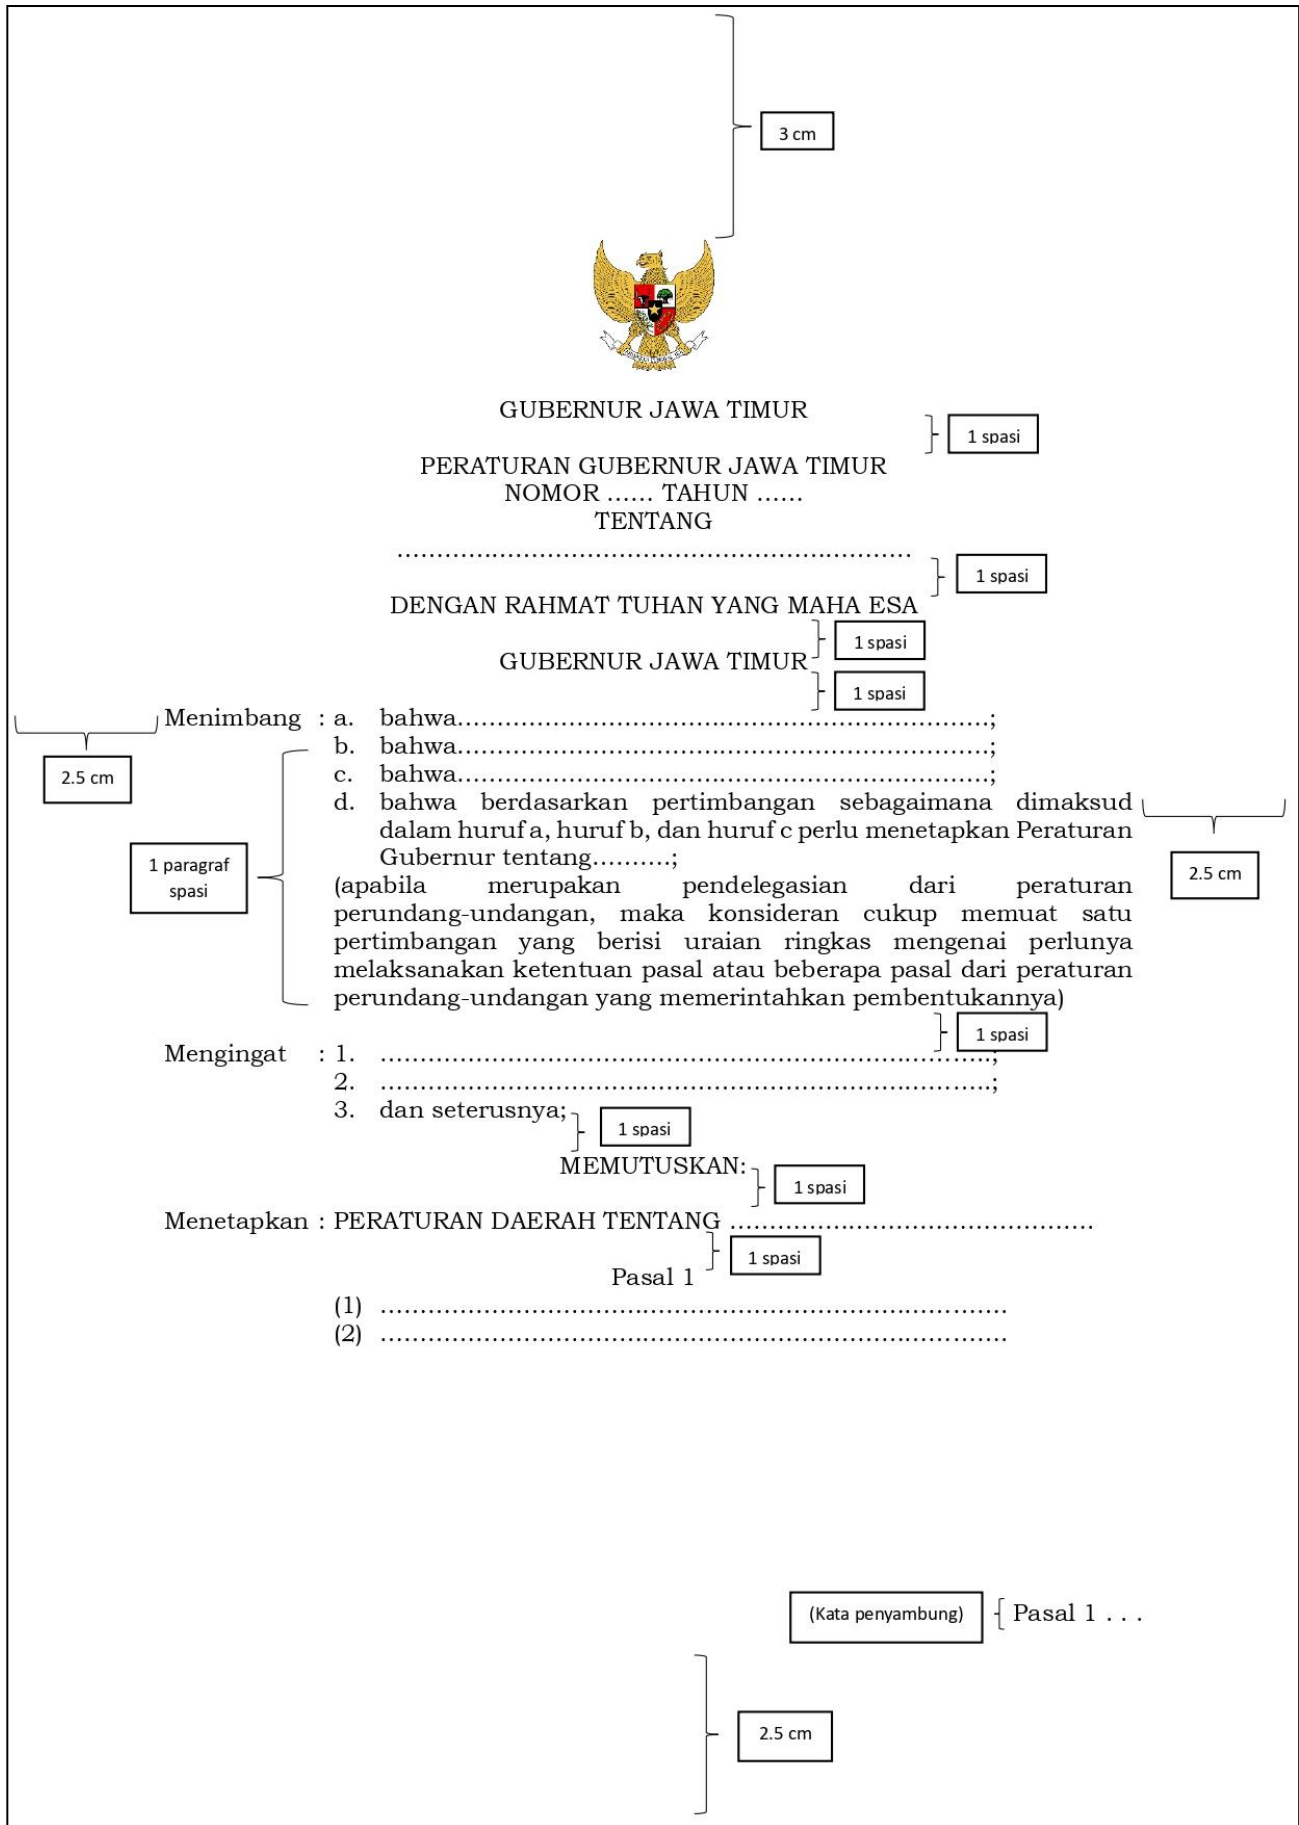 3 cm
GUBERNUR JAWA TIMUR
1 spasi
PERATURAN GUBERNUR JAWA TIMUR
NOMOR ...... TAHUN ......
TENTANG
.................................................................
1 spasi
DENGAN RAHMAT TUHAN YANG MAHA ESA
1 spasi
GUBERNUR JAWA TIMUR
1 spasi
Menimbang : a. bahwa...................................................................;
b. bahwa...................................................................;
2.5 cm
c. bahwa...................................................................;
d. bahwa berdasarkan pertimbangan sebagaimana dimaksud
dalam huruf a, huruf b, dan huruf c perlu menetapkan Peraturan
Gubernur tentang..........;
1 paragraf
spasi
2.5 cm
(apabila merupakan pendelegasian dari peraturan
perundang-undangan, maka konsideran cukup memuat satu
pertimbangan yang berisi uraian ringkas mengenai perlunya
melaksanakan ketentuan pasal atau beberapa pasal dari peraturan
perundang-undangan yang memerintahkan pembentukannya)
1 spasi
Mengingat : 1. .............................................................................;
2. .............................................................................;
3. dan seterusnya;
1 spasi
MEMUTUSKAN:
1 spasi
Menetapkan : PERATURAN DAERAH TENTANG ..............................................
1 spasi
Pasal 1
(1) ...............................................................................
(2) ...............................................................................
(Kata penyambung) Pasal 1 . . .
2.5 cm